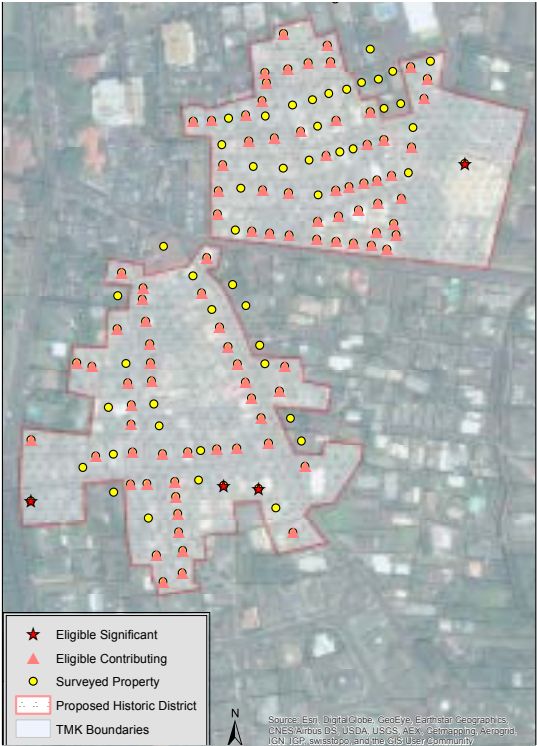 Eligible Significant
Eligible Contributing
Surveyed Property
Proposed Historic District
TMK Boundaries
N
Source: Esri, DigitalGlobe, GeoEye, Earthstar Geographics,
CNES/Airbus DS, USDA, USGS, AEX, Getmapping, Aerogrid,
IGN, IGP, swisstopo, and the GIS User Community